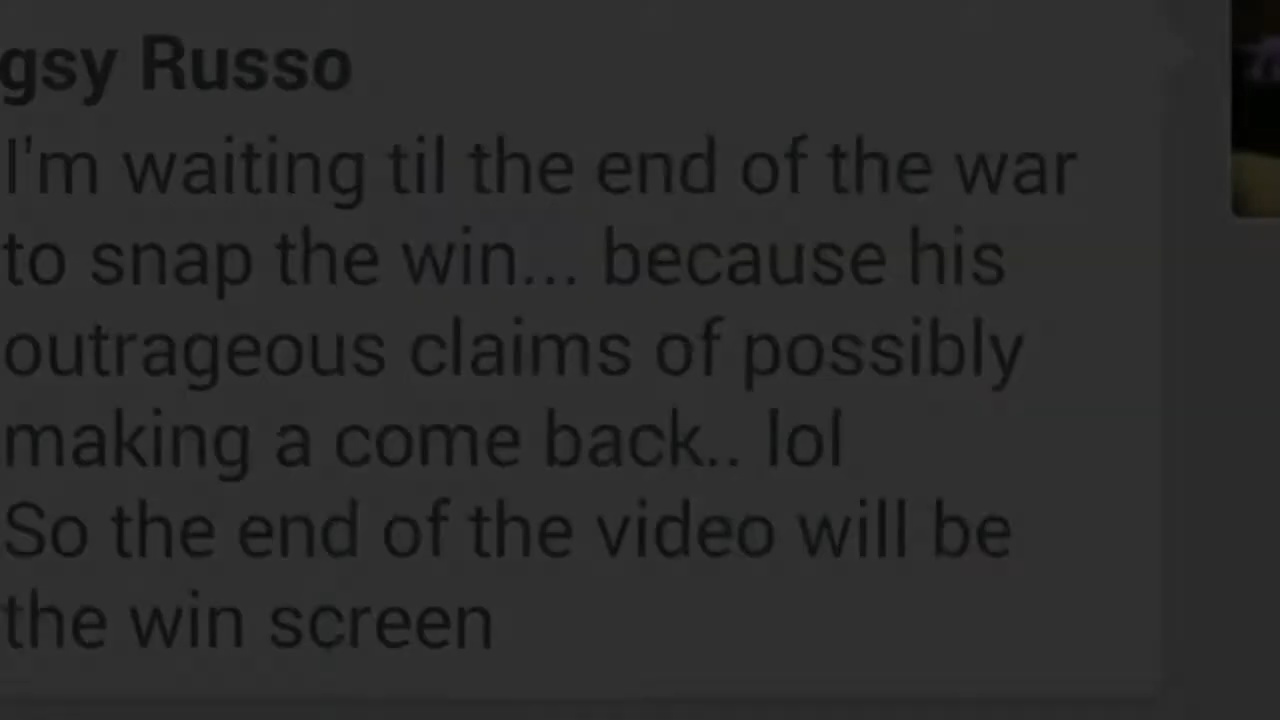 gsy Russo
I'm waiting til the end of the war
to snap the win... because his
outrageous claims of possibly
making a come back.. lol
So the end of the video will be
the win screen